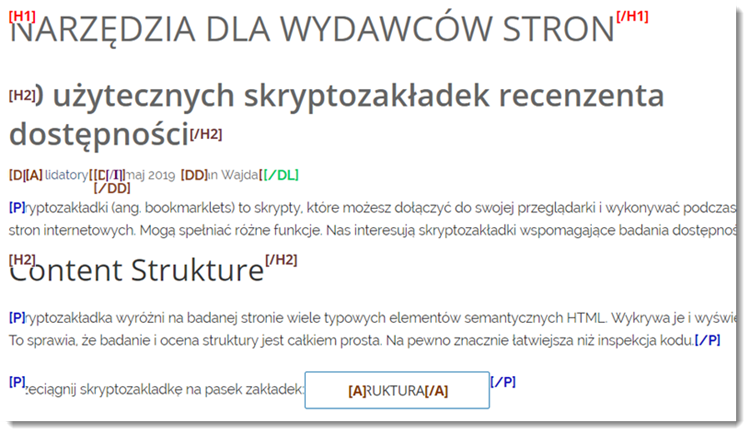 [H1] NARZĘDZIA DLA WYDAWCÓW STRON[/H1]
[H2] 0 użytecznych skryptozakładek recenzenta
dostępności[/H2]
[D[A] lidatory [[D[/I] maj 2019 [DD] an Wajda [[/DL]
[/DD]
[P]ryptozakładki (ang. bookmarklets) to skrypty, które możesz dołączyć do swojej przeglądarki i wykonywać podczas
stron internetowych. Mogą spełniać różne funkcje. Nas interesują skryptozakładki wspomagające badania dostępnoś
[H2] Content Strukture[/H2]
[P]ryptozakładka wyróżni na badanej stronie wiele typowych elementów semantycznych HTML. Wykrywa je i wyświe
To sprawia, że badanie i ocena struktury jest całkiem prosta. Na pewno znacznie łatwiejsza niż inspekcja kodu.[/P]
[P]zeciągnij skryptozakladkę na pasek zakładek: [A]RUKTURA[/A] [/P]